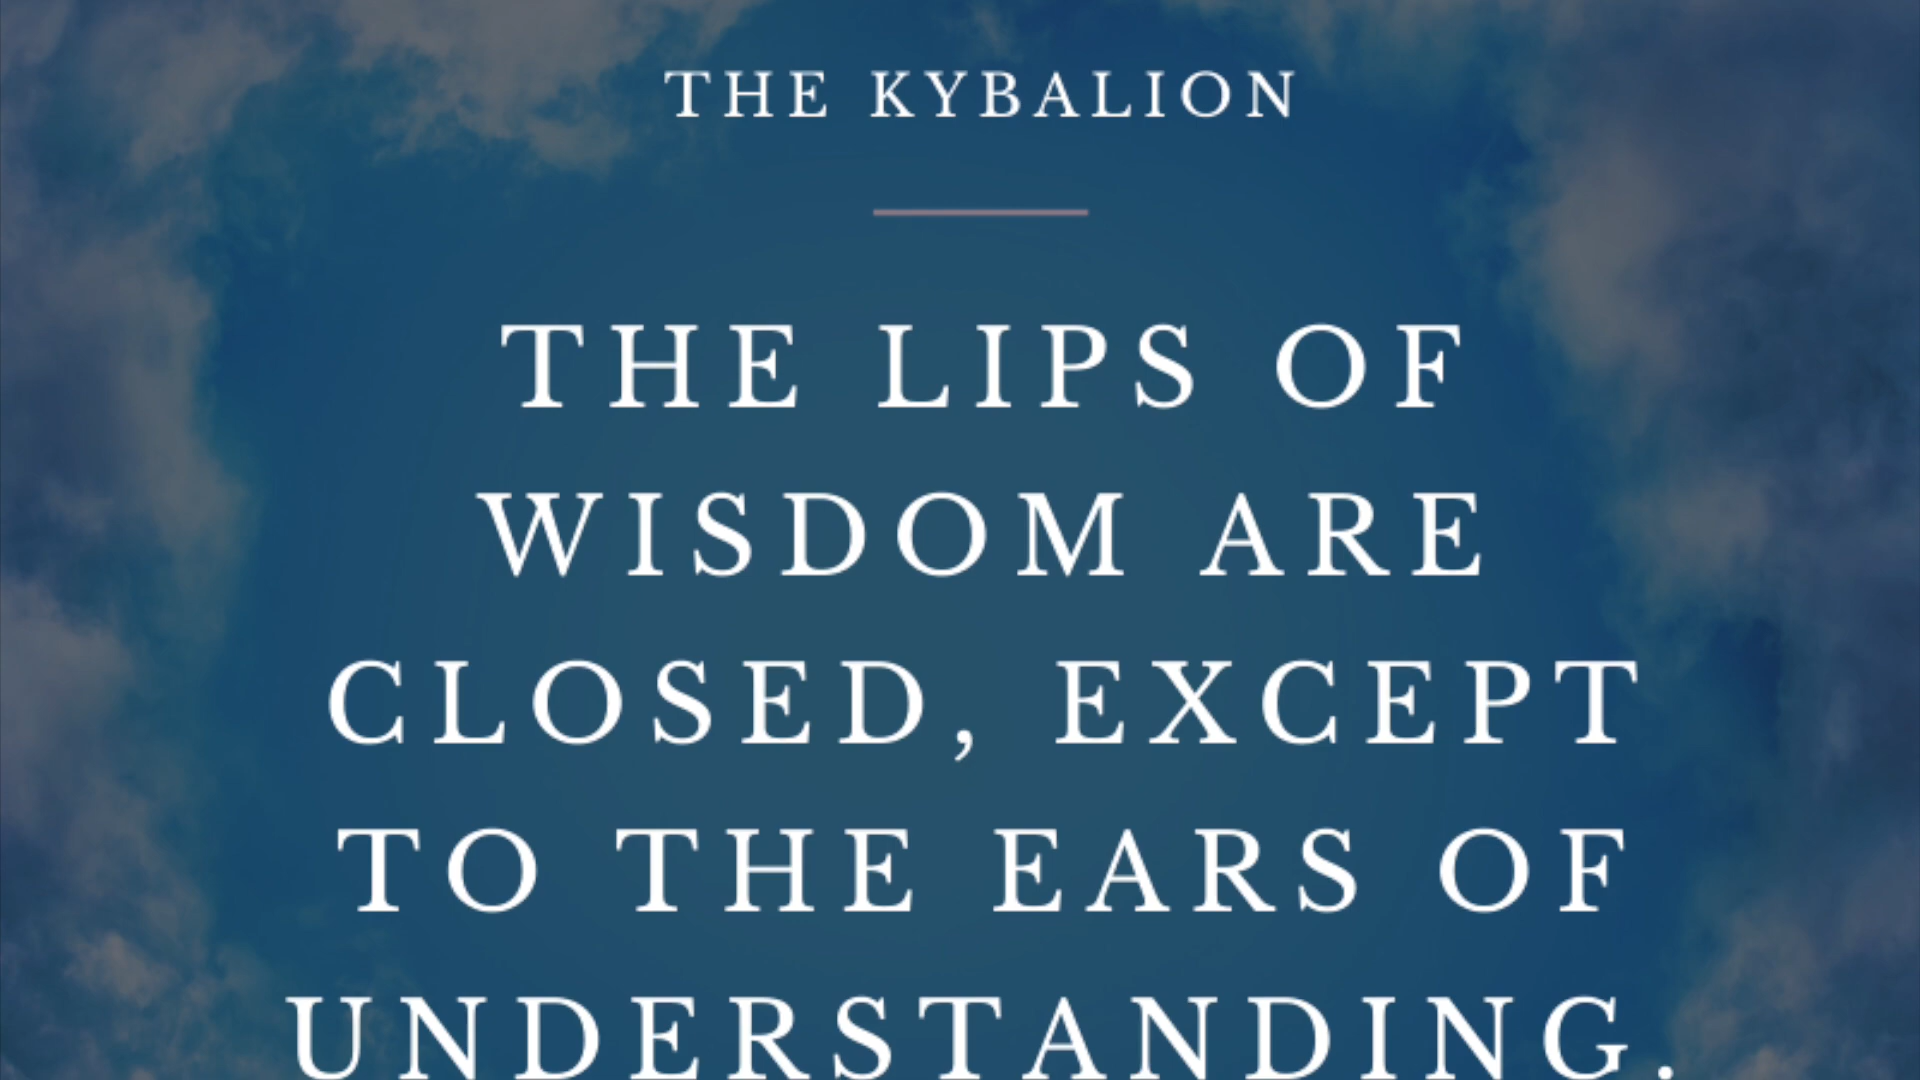 THE KYBALION
THE LIPS OF
WISDOM ARE
CLOSED, EXCEPT
TO THE EARS OF
UNDERSTANDING.